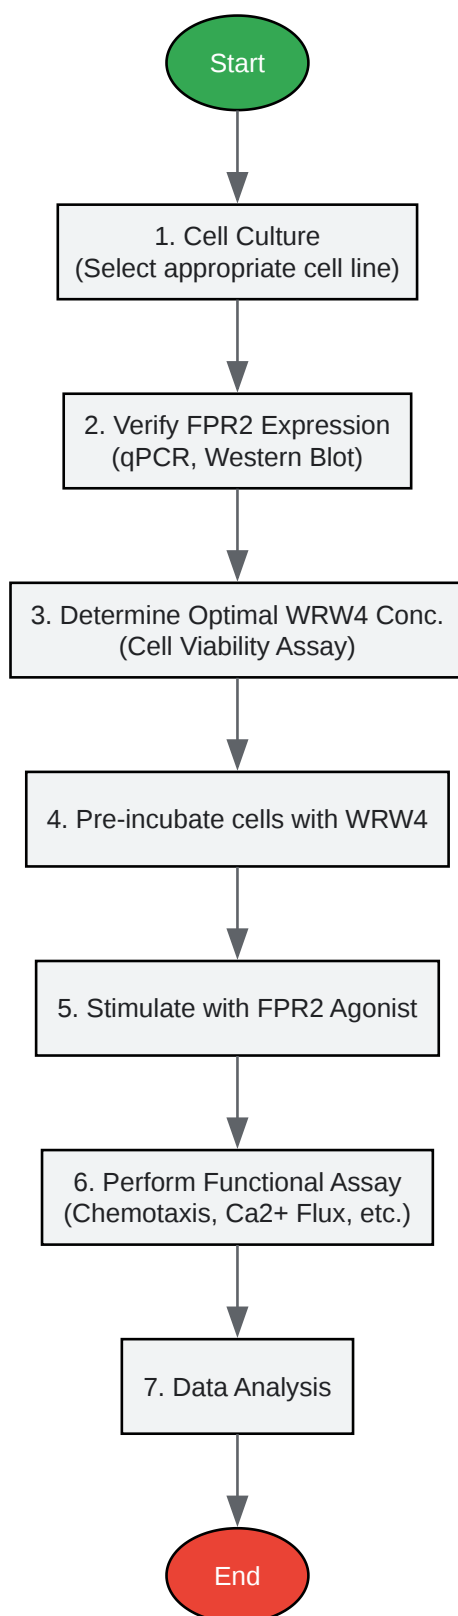 Start
1. Cell Culture
(Select appropriate cell line)
2. Verify FPR2 Expression
(qPCR, Western Blot)
3. Determine Optimal WRW4 Conc.
(Cell Viability Assay)
4. Pre-incubate cells with WRW4
5. Stimulate with FPR2 Agonist
6. Perform Functional Assay
(Chemotaxis, Ca2+ Flux, etc.)
7. Data Analysis
End